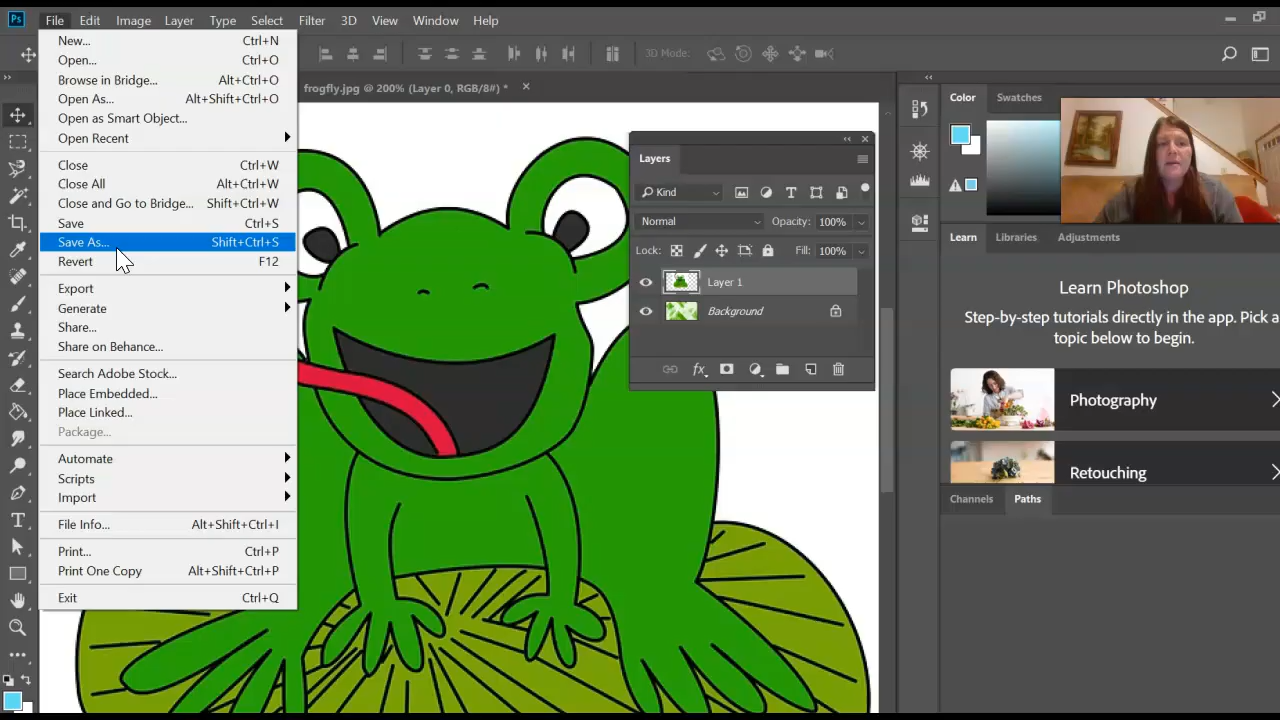 Ps File Edit Image Layer Type Select Filter 3D View Window Help
New... Ctrl+N
Open... Ctrl+O
Browse in Bridge... Alt+Ctrl+O
Open As... Alt+Shift+Ctrl+O
Open as Smart Object...
Open Recent
Close Ctrl+W
Close All Alt+Ctrl+W
Close and Go to Bridge... Shift+Ctrl+W
Save Ctrl+S
Save As... Shift+Ctrl+S
Revert F12
Export
Generate
Share...
Share on Behance...
Search Adobe Stock...
Place Embedded...
Place Linked...
Package...
Automate
Scripts
Import
File Info... Alt+Shift+Ctrl+I
Print... Ctrl+P
Print One Copy Alt+Shift+Ctrl+P
Exit Ctrl+Q
3D Mode:
frogfly.jpg @ 200% (Layer 0, RGB/8#) *
Layers
Kind
Normal Opacity: 100%
Lock: Fill: 100%
Layer 1
Background
fx
Color Swatches
Learn Libraries Adjustments
Learn Photoshop
Step-by-step tutorials directly in the app. Pick a
topic below to begin.
Photography
Retouching
Channels Paths